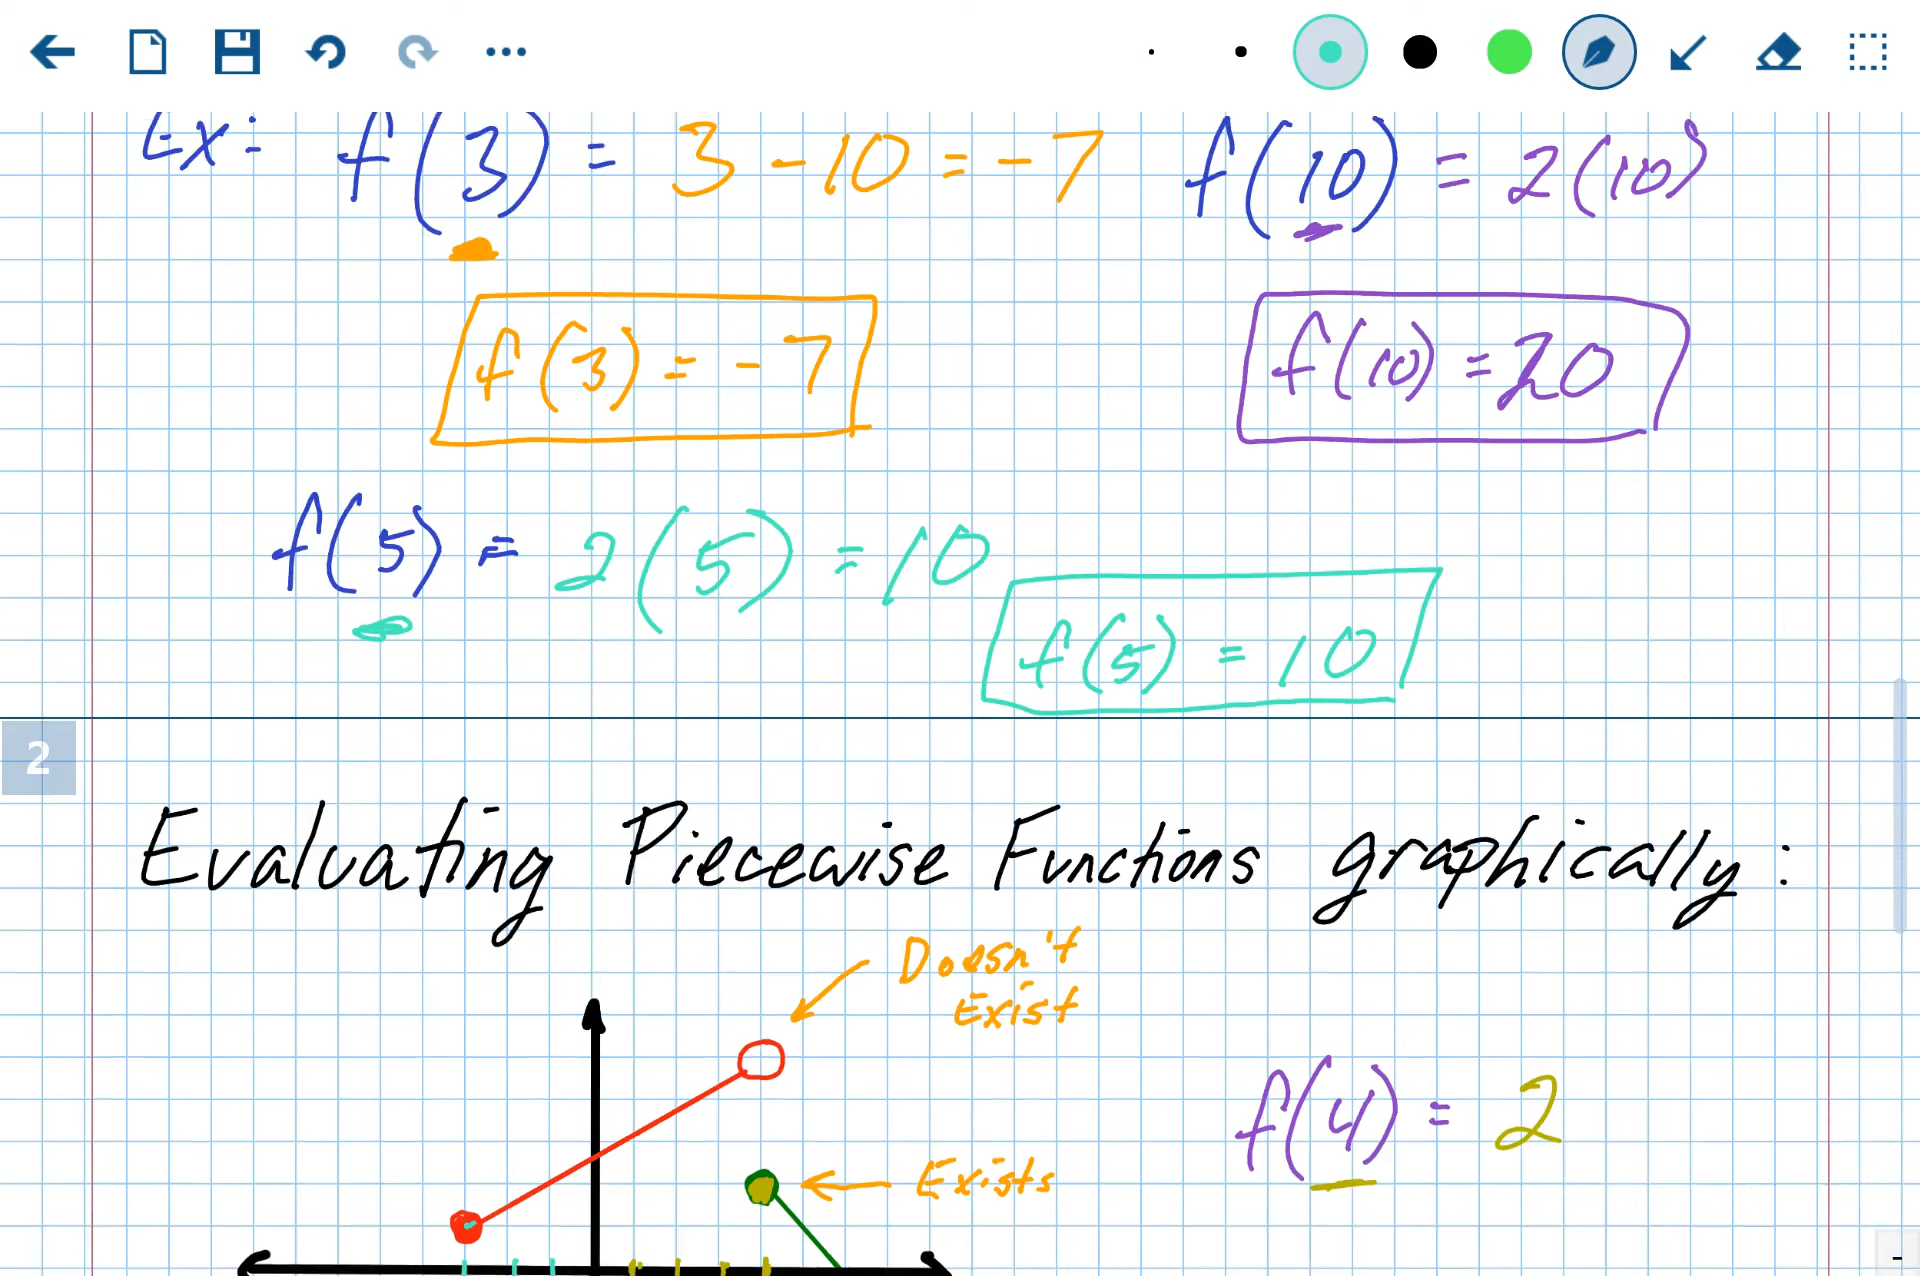 Ex: f(3) = 3 - 10 = -7 f(10) = 2(10)
f(3) = -7 f(10) = 20
f(5) = 2(5) = 10
f(5) = 10
2
Evaluating Piecewise Functions graphically:
Doesn't
Exist
f(4) = 2
Exists